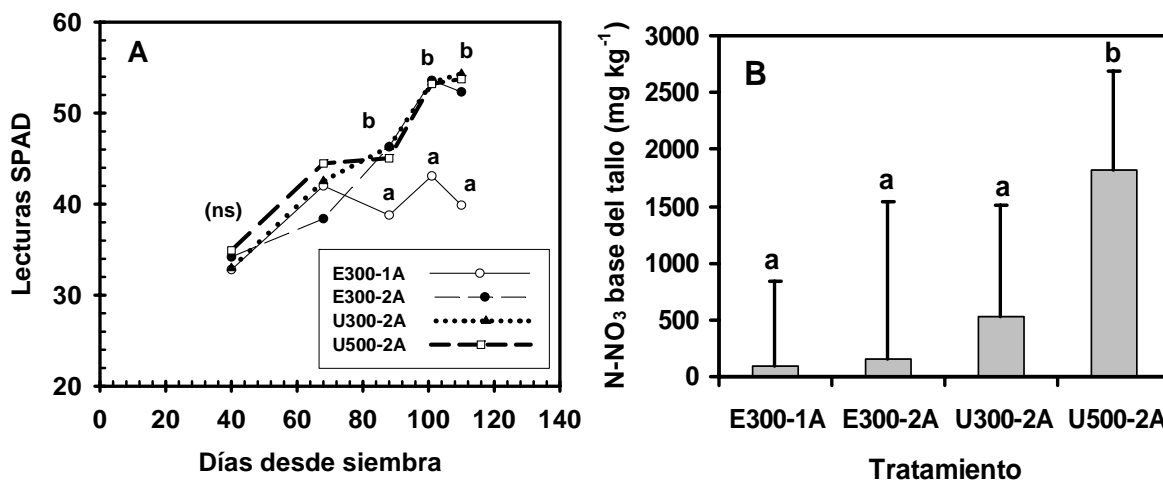 A
Lecturas SPAD
60
50
40
30
20
(ns)
b
b
b
a
a
a
E300-1A
E300-2A
U300-2A
U500-2A
0 20 40 60 80 100 120 140
Días desde siembra
B
N-NO₃ base del tallo (mg kg⁻¹)
3000
2500
2000
1500
1000
500
0
a
a
a
b
E300-1A E300-2A U300-2A U500-2A
Tratamiento